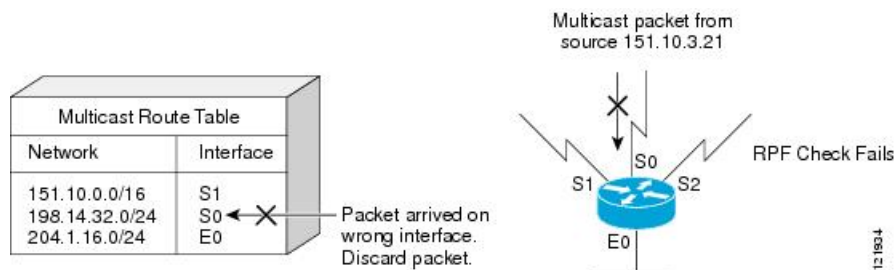 Multicast packet from
source 151.10.3.21
Multicast Route Table
Network Interface
151.10.0.0/16 S1
198.14.32.0/24 S0
204.1.16.0/24 E0
Packet arrived on
wrong interface.
Discard packet.
RPF Check Fails
S0
S1
S2
E0
121934